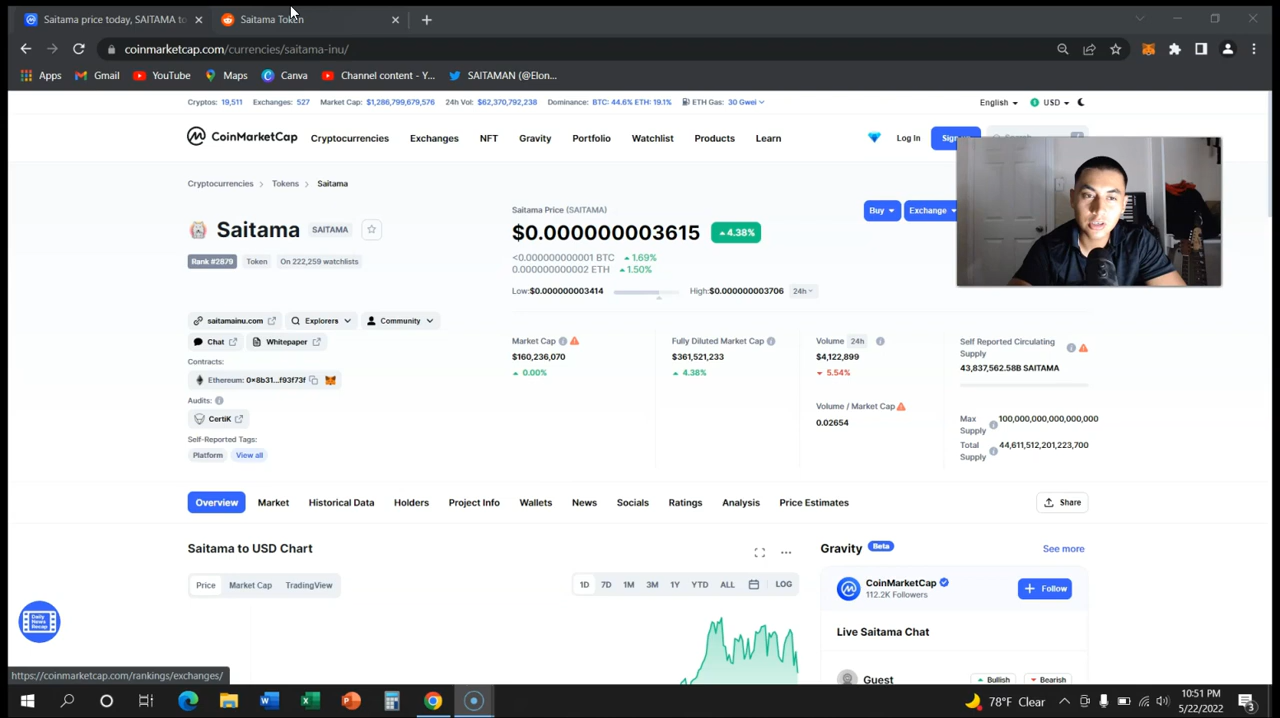 Saitama price today, SAITAMA to
Saitama Token
coinmarketcap.com/currencies/saitama-inu/
Apps Gmail YouTube Maps Canva Channel content - Y... SAITAMAN (@Elon...
Cryptos: 19,511 Exchanges: 527 Market Cap: $1,286,799,679,576 24h Vol: $62,370,792,238 Dominance: BTC: 44.6% ETH: 19.1% ETH Gas: 30 Gwei English USD
CoinMarketCap Cryptocurrencies Exchanges NFT Gravity Portfolio Watchlist Products Learn Log In
Cryptocurrencies > Tokens > Saitama
Saitama SAITAMA
Rank #2879 Token On 222,259 watchlists
saitamainu.com Explorers Community
Chat Whitepaper
Contracts:
Ethereum: 0x8b31...f93f73f
Audits:
CertiK
Self-Reported Tags:
Platform View all
Saitama Price (SAITAMA)
$0.000000003615 4.38%
<0.000000000001 BTC 1.69%
0.000000000002 ETH 1.50%
Low:$0.000000003414 High:$0.000000003706 24h
Buy Exchange
Market Cap
$160,236,070
0.00%
Fully Diluted Market Cap
$361,521,233
4.38%
Volume 24h
$4,122,899
5.54%
Volume / Market Cap
0.02654
Self Reported Circulating
Supply
43,837,562.58B SAITAMA
Max
Supply
100,000,000,000,000,000
Total
Supply
44,611,512,201,223,700
Overview Market Historical Data Holders Project Info Wallets News Socials Ratings Analysis Price Estimates Share
Saitama to USD Chart
Price Market Cap TradingView 1D 7D 1M 3M 1Y YTD ALL LOG
Gravity Beta See more
CoinMarketCap
112.2K Followers
+ Follow
Live Saitama Chat
Guest Bullish Bearish
Daily
News
Recap
https://coinmarketcap.com/rankings/exchanges/
78°F Clear
10:51 PM
5/22/2022
3